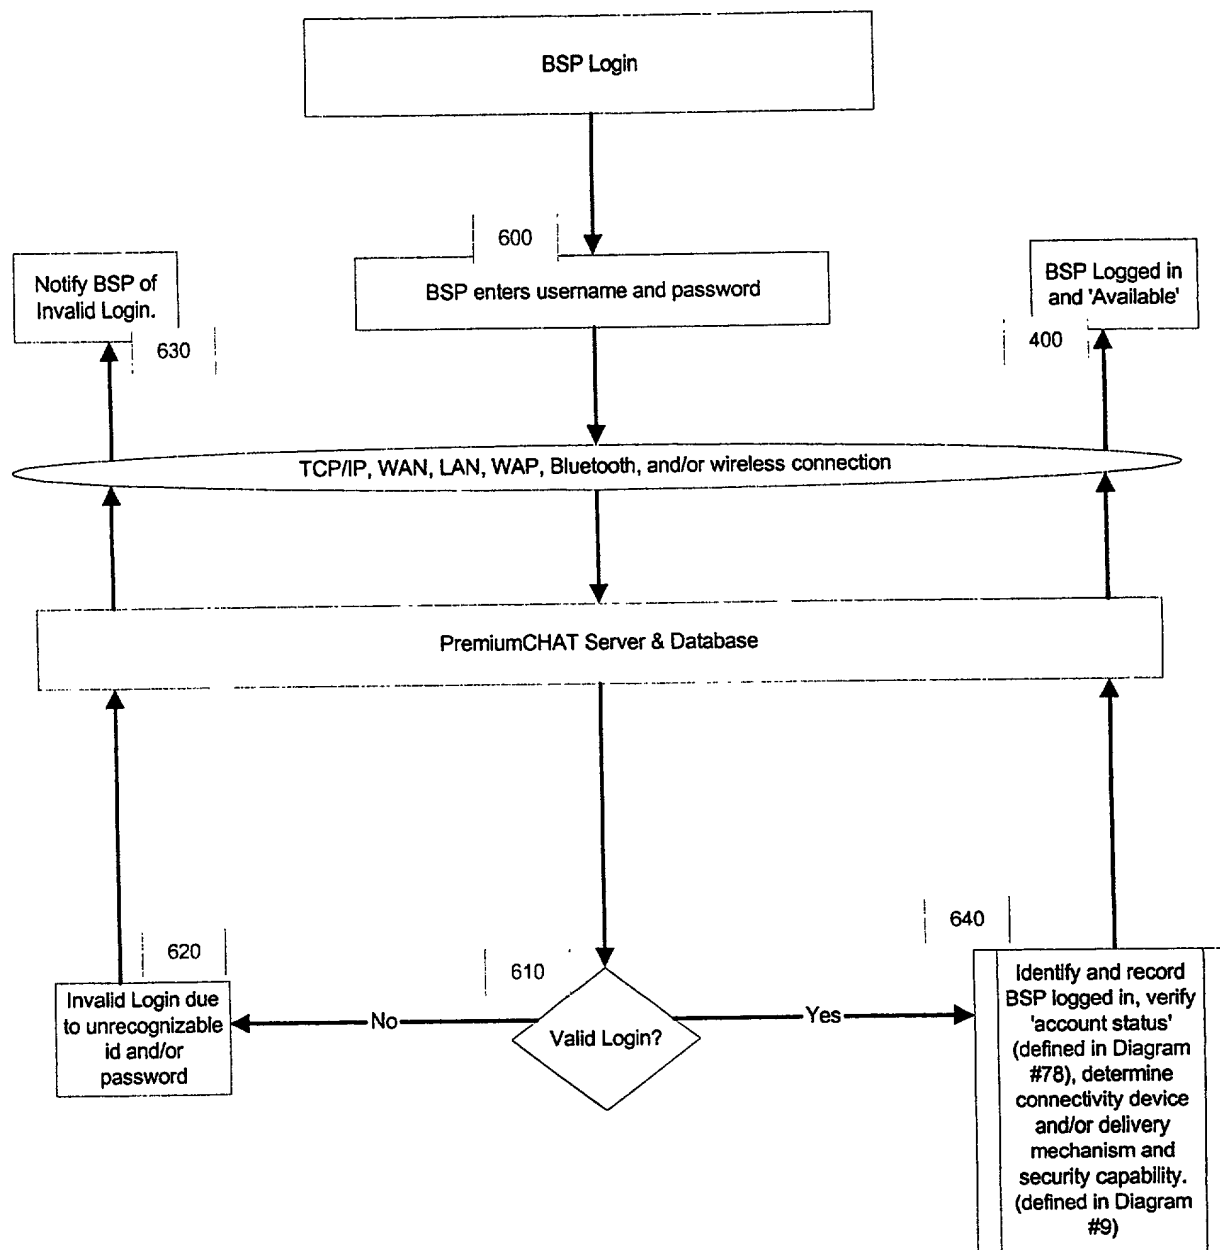 BSP Login
600
BSP enters username and password
Notify BSP of
Invalid Login.
630
BSP Logged in
and 'Available'
400
TCP/IP, WAN, LAN, WAP, Bluetooth, and/or wireless connection
PremiumCHAT Server & Database
620
Invalid Login due
to unrecognizable
id and/or
password
No
610
Valid Login?
Yes
640
Identify and record
BSP logged in, verify
'account status'
(defined in Diagram
#78), determine
connectivity device
and/or delivery
mechanism and
security capability.
(defined in Diagram
#9)